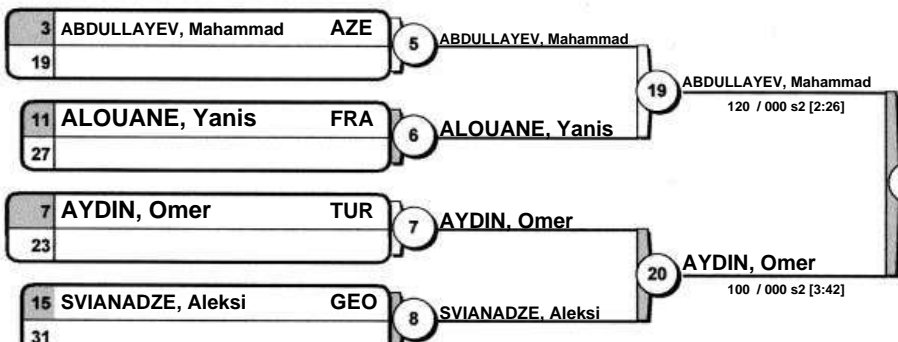 3 ABDULLAYEV, Mahammad AZE
19
5
ABDULLAYEV, Mahammad
11 ALOUANE, Yanis FRA
27
6
ALOUANE, Yanis
19
ABDULLAYEV, Mahammad
120 / 000 s2 [2:26]
7 AYDIN, Omer TUR
23
7
AYDIN, Omer
15 SVIANADZE, Aleksi GEO
31
8
SVIANADZE, Aleksi
20
AYDIN, Omer
100 / 000 s2 [3:42]